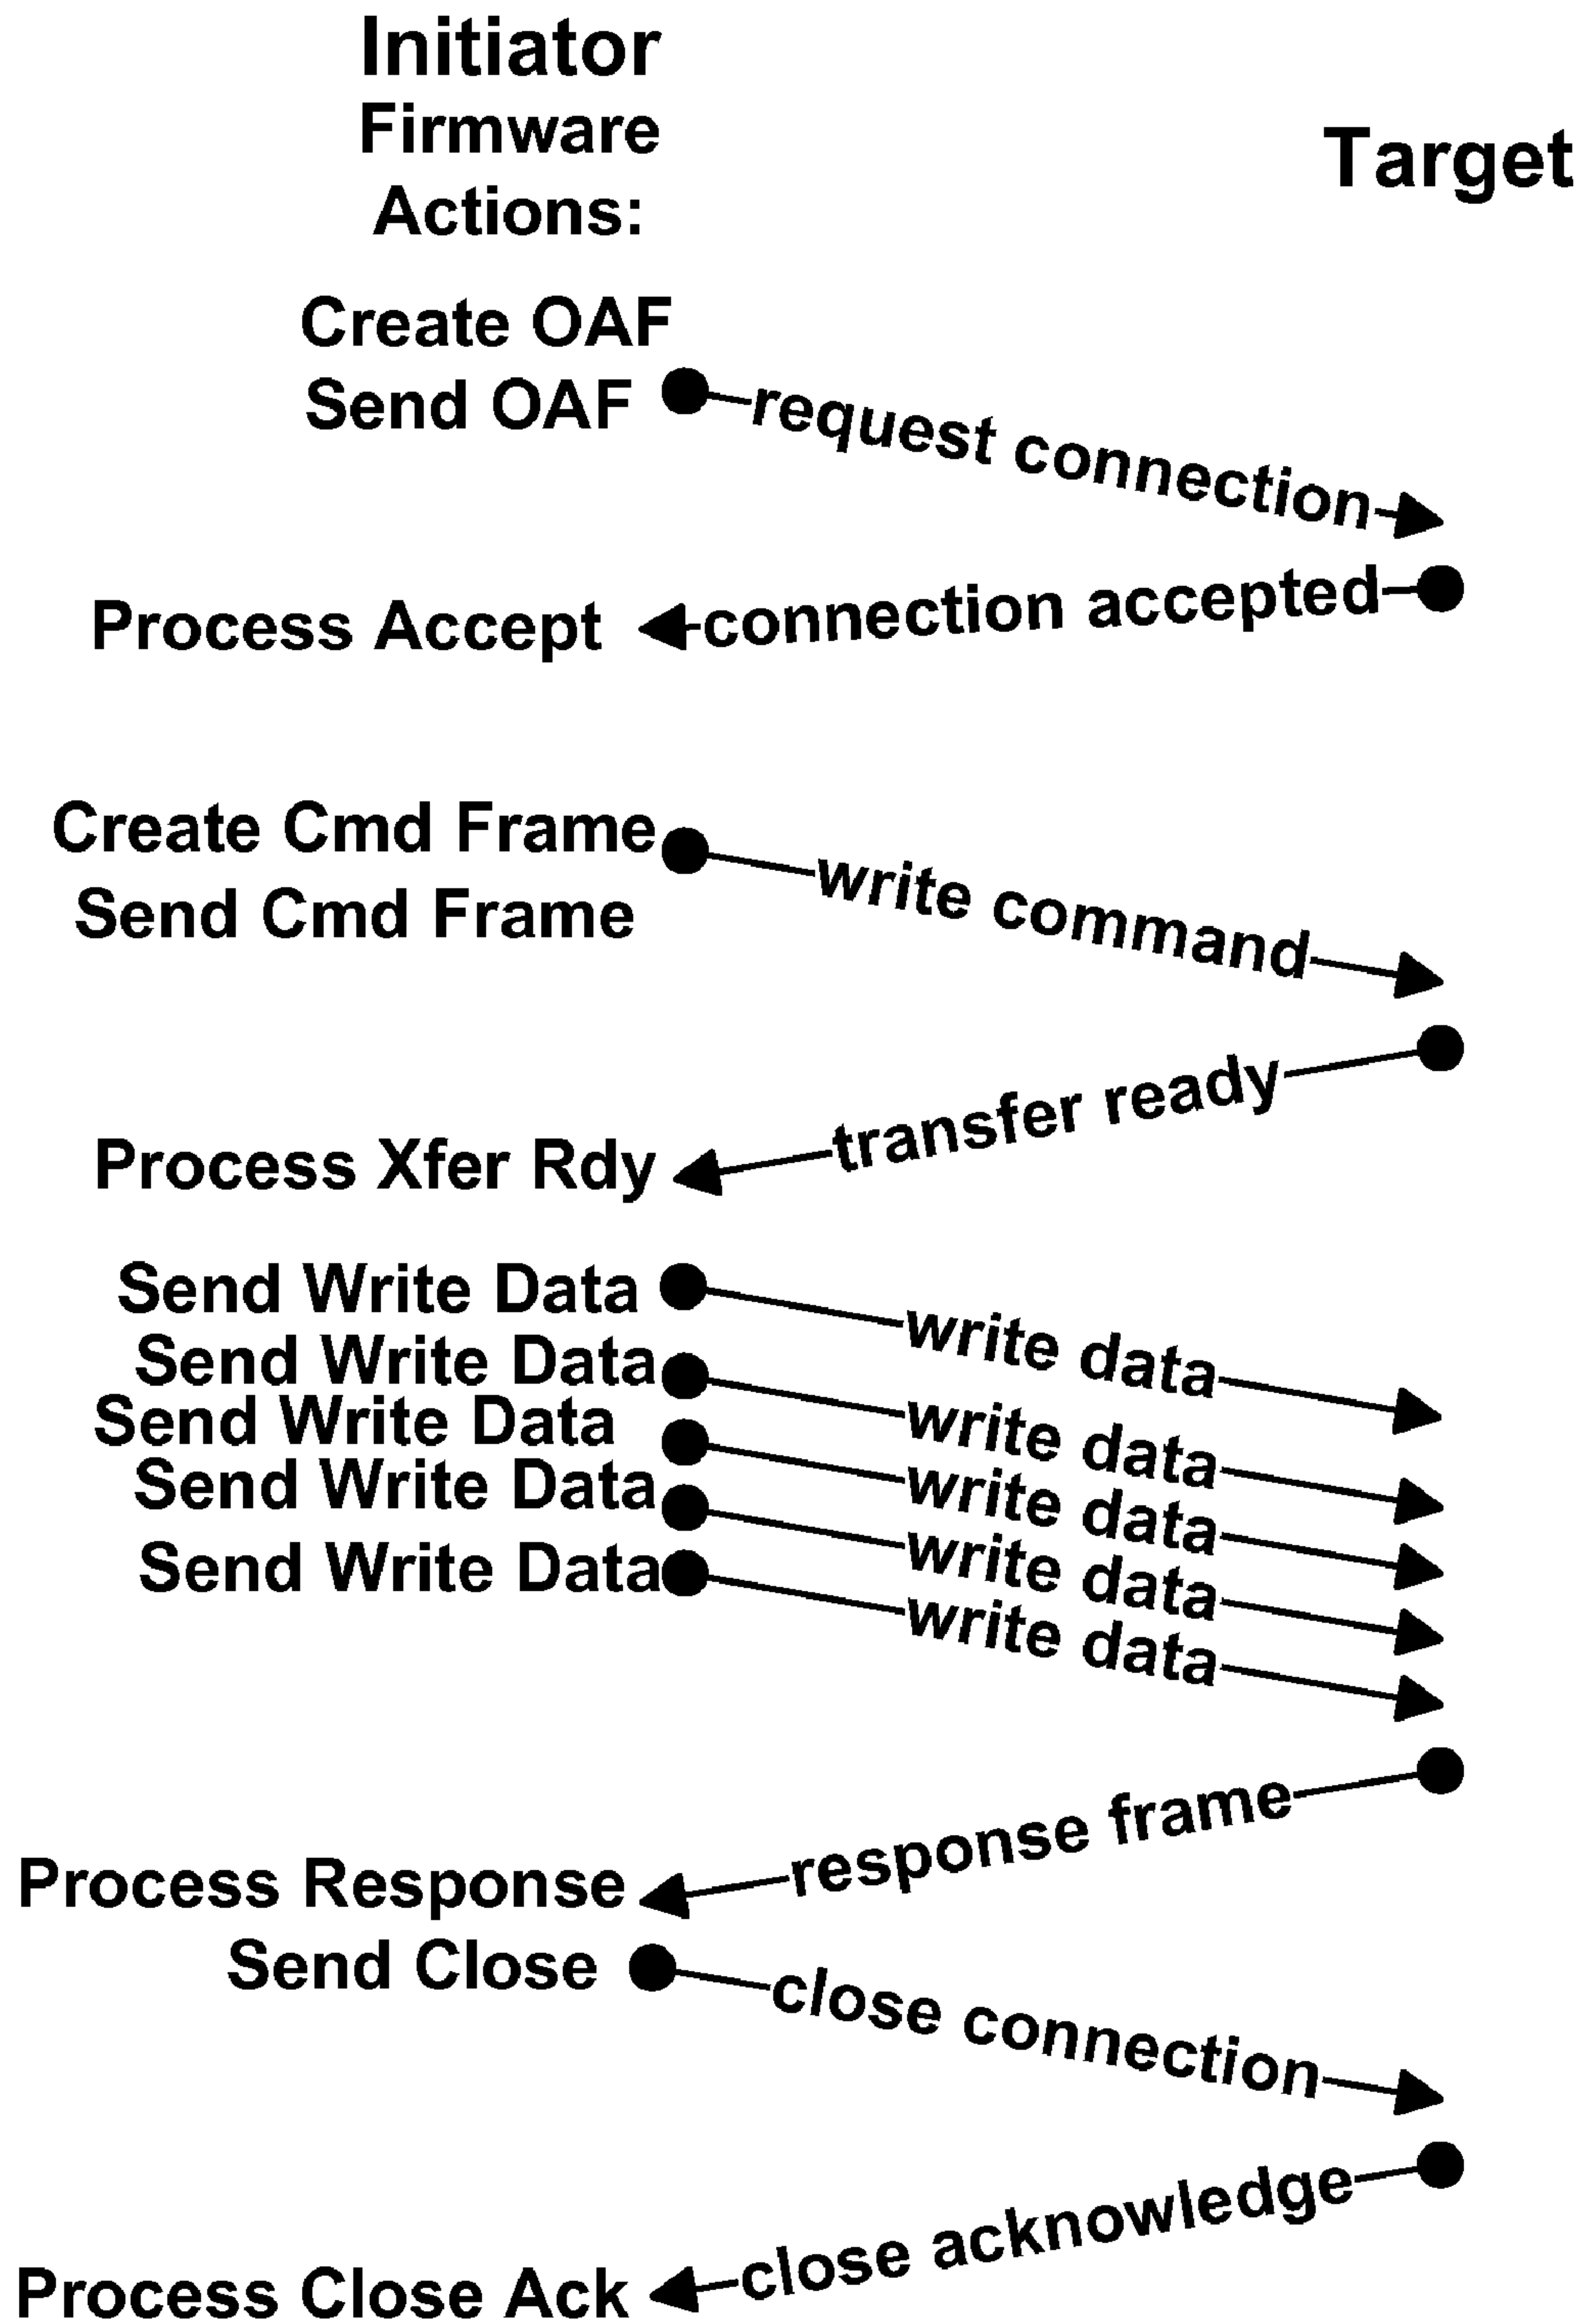 Initiator
Firmware
Actions:
Target
Create OAF
Send OAF
request connection
Process Accept
connection accepted
Create Cmd Frame
Send Cmd Frame
write command
transfer ready
Process Xfer Rdy
Send Write Data
write data
Send Write Data
write data
Send Write Data
write data
Send Write Data
write data
Send Write Data
write data
response frame
Process Response
Send Close
close connection
close acknowledge
Process Close Ack